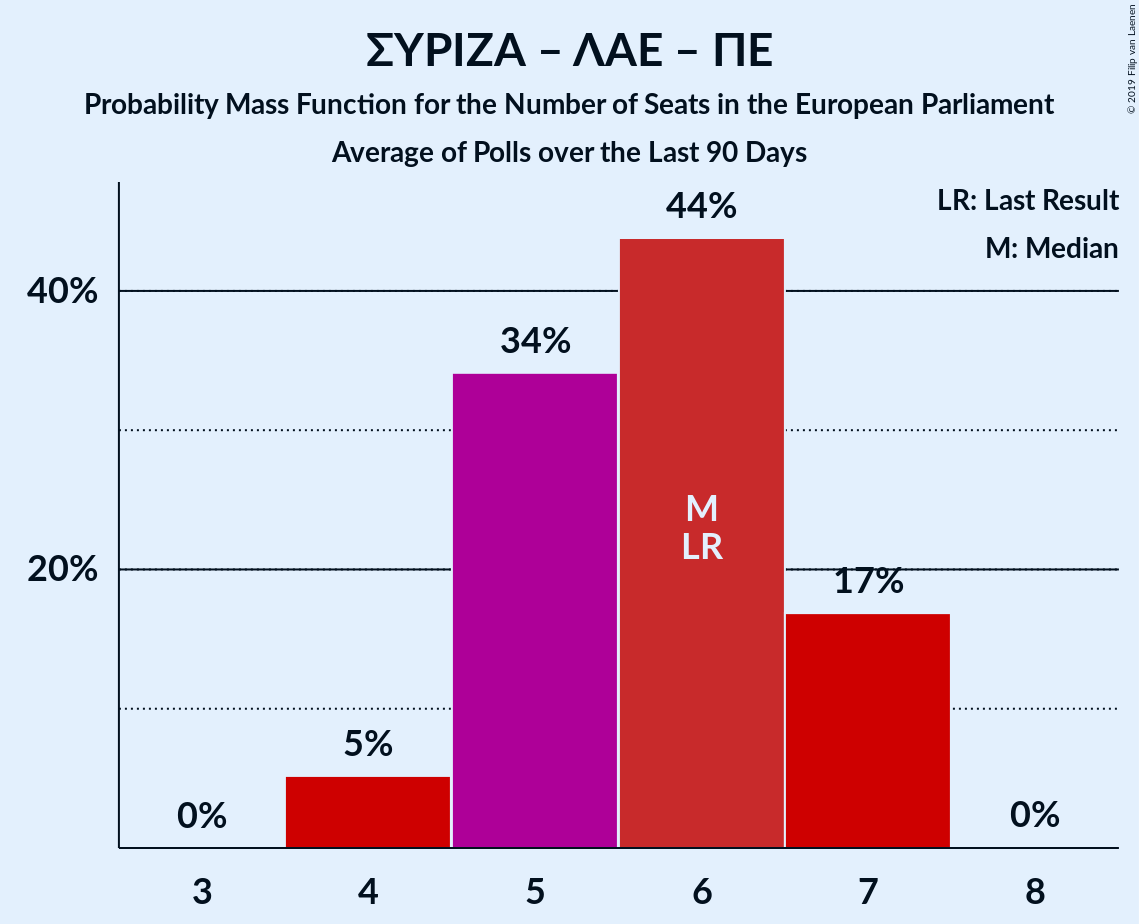 ΣΥΡΙΖΑ – ΛΑΕ – ΠΕ
Probability Mass Function for the Number of Seats in the European Parliament
Average of Polls over the Last 90 Days
© 2019 Filip van Laenen
LR: Last Result
M: Median
44%
40%
34%
M
LR
20%
17%
5%
0%
0%
3
4
5
6
7
8